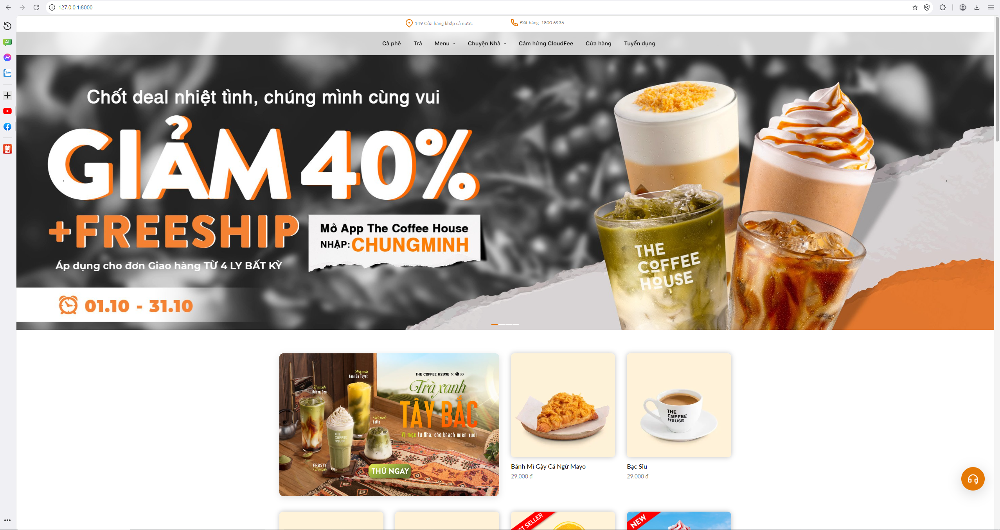 127.0.0.1:8000
149 Cửa hàng khắp cả nước
Đặt hàng: 1800.6936
Cà phê
Trà
Menu
Chuyện Nhà
Cảm hứng CloudFee
Cửa hàng
Tuyển dụng
AI
Zalo
15.1
Chốt deal nhiệt tình, chúng mình cùng vui
GIẢM 40%
+FREESHIP
Mở App The Coffee House
NHẬP: CHUNGMINH
Áp dụng cho đơn Giao hàng TỪ 4 LY BẤT KỲ
01.10 - 31.10
THE
COFFEE
HOUSE
Trà xanh
Xoài Đá Tuyết
Trà xanh
Đường Đen
Trà xanh
Latte
THE
COFFEE
HOUSE
FROSTY
Trà xanh
THE COFFEE HOUSE × LG
Trà xanh
TÂY BẮC
Vị mộc từ Nhà, cho khách miền xuôi
THỬ NGAY
THE
COFFEE
HOUSE
Bánh Mì Gậy Cá Ngừ Mayo
29,000 đ
Bạc Sỉu
29,000 đ
SELLER
NEW